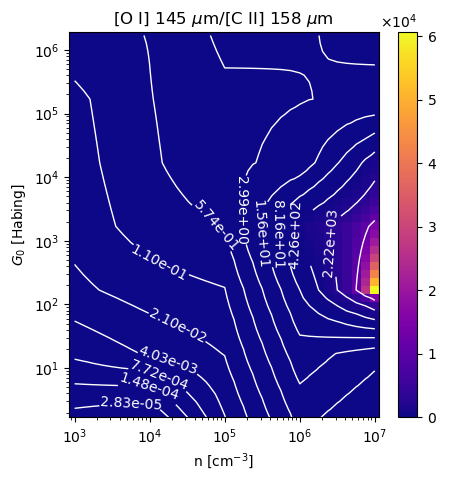 [O I] 145 μm/[C II] 158 μm
×10⁴
G₀ [Habing]
10⁶
10⁵
10⁴
10³
10²
10¹
5.74e-01
2.99e+00
1.56e+01
8.16e+01
4.26e+02
2.22e+03
1.10e-01
2.10e-02
4.03e-03
7.72e-04
1.48e-04
2.83e-05
10³ 10⁴ 10⁵ 10⁶ 10⁷
n [cm⁻³]
6
5
4
3
2
1
0